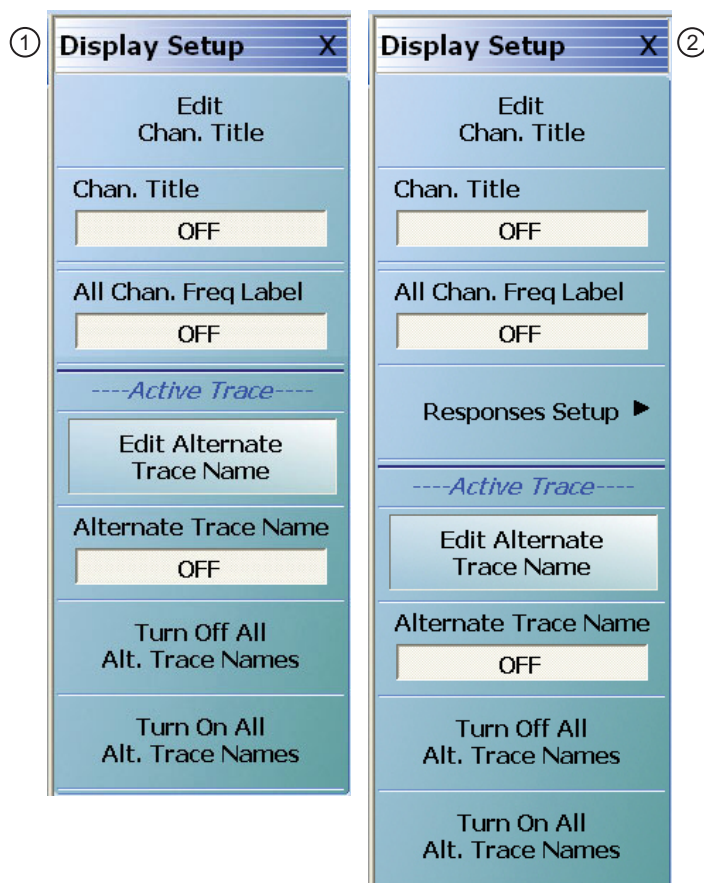 ①
Display Setup X
Edit
Chan. Title
Chan. Title
OFF
All Chan. Freq Label
OFF
----Active Trace----
Edit Alternate
Trace Name
Alternate Trace Name
OFF
Turn Off All
Alt. Trace Names
Turn On All
Alt. Trace Names
Display Setup X
②
Edit
Chan. Title
Chan. Title
OFF
All Chan. Freq Label
OFF
Responses Setup ▶
----Active Trace----
Edit Alternate
Trace Name
Alternate Trace Name
OFF
Turn Off All
Alt. Trace Names
Turn On All
Alt. Trace Names